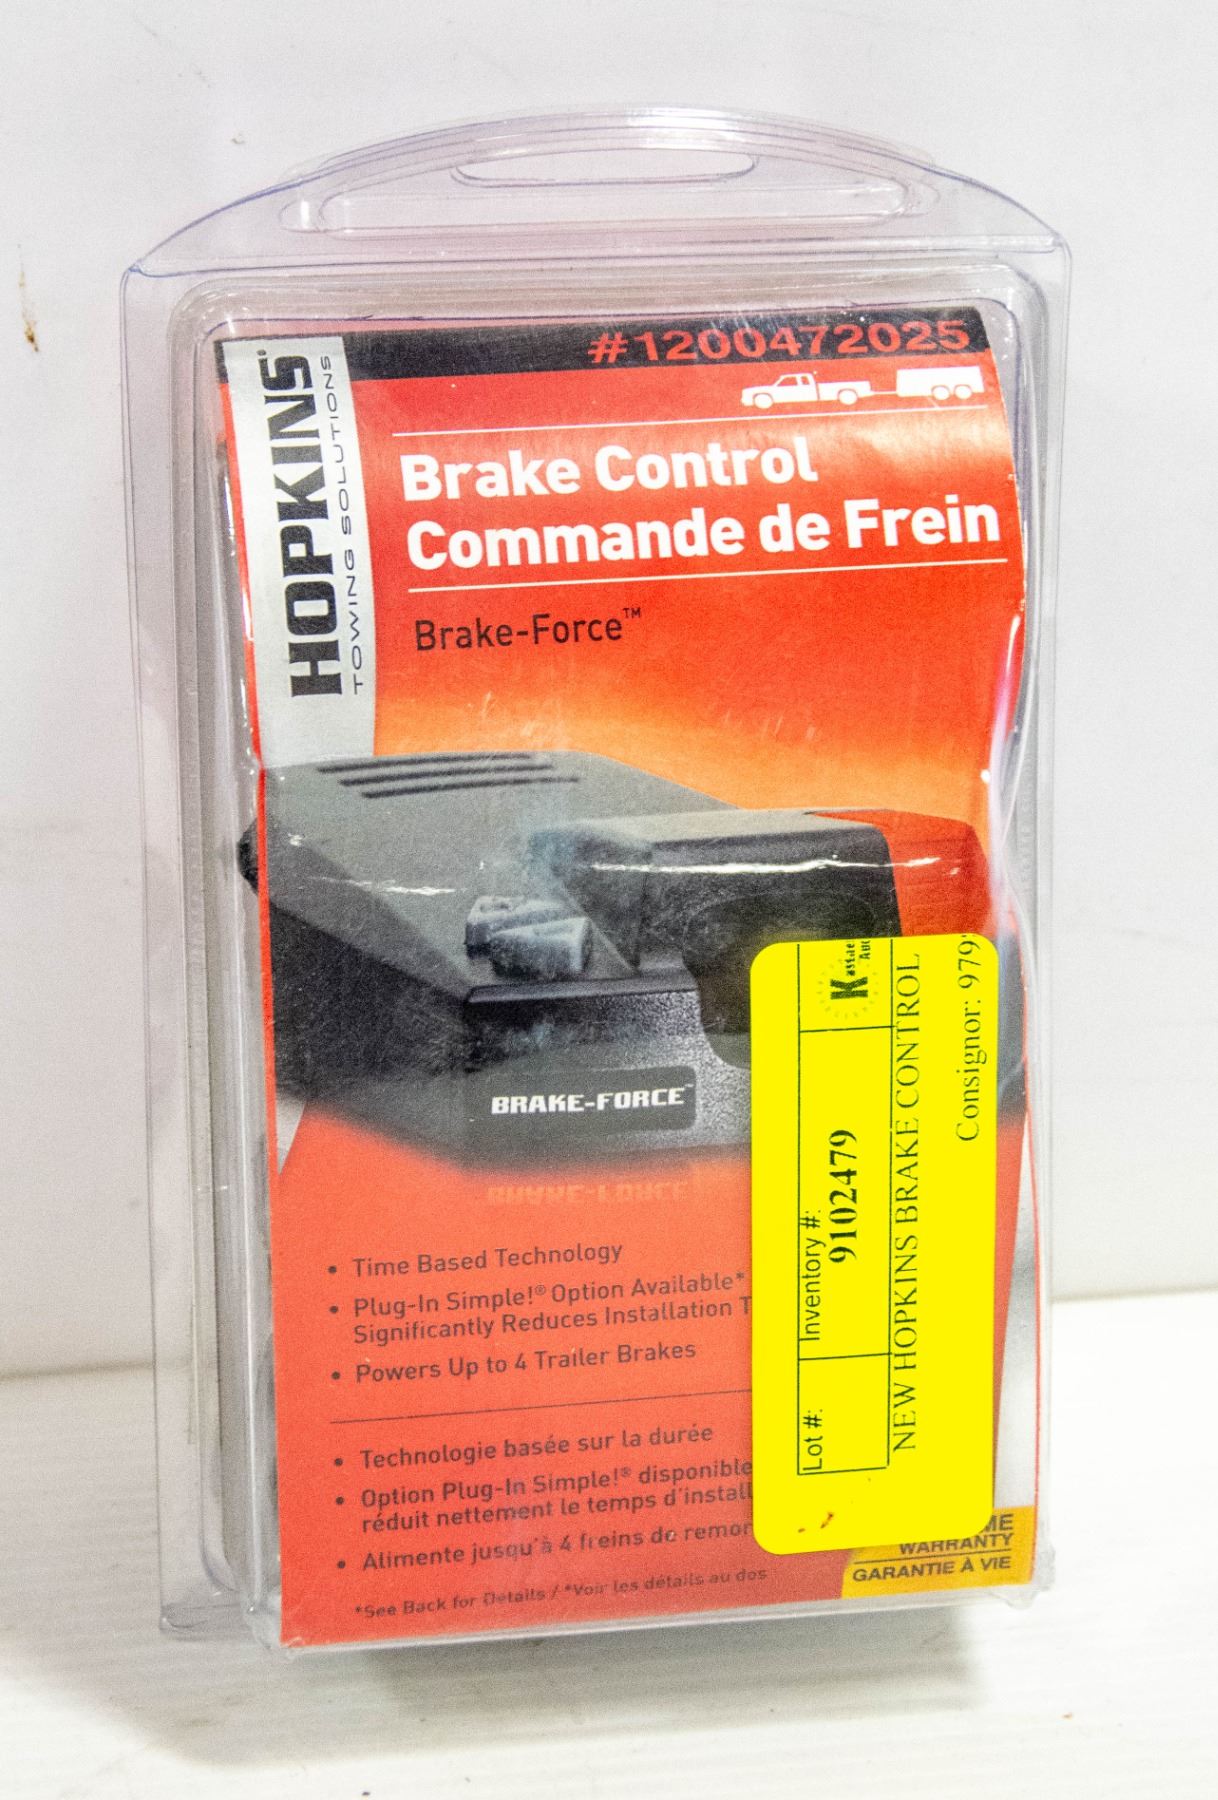 #1200472025
HOPKINS
TOWING SOLUTIONS
Brake Control
Commande de Frein
Brake-Force™
BRAKE-FORCE
• Time Based Technology
• Plug-In Simple!® Option Available*
Significantly Reduces Installation
• Powers Up to 4 Trailer Brakes
• Technologie basée sur la durée
• Option Plug-In Simple!® disponible
réduit nettement le temps d'install
• Alimente jusqu'à 4 freins de remor
*See Back for Details / *Voir les détails au dos
WARRANTY
GARANTIE À VIE
Lot #:
Inventory #:
9102479
NEW HOPKINS BRAKE CONTROL
Consignor: 979